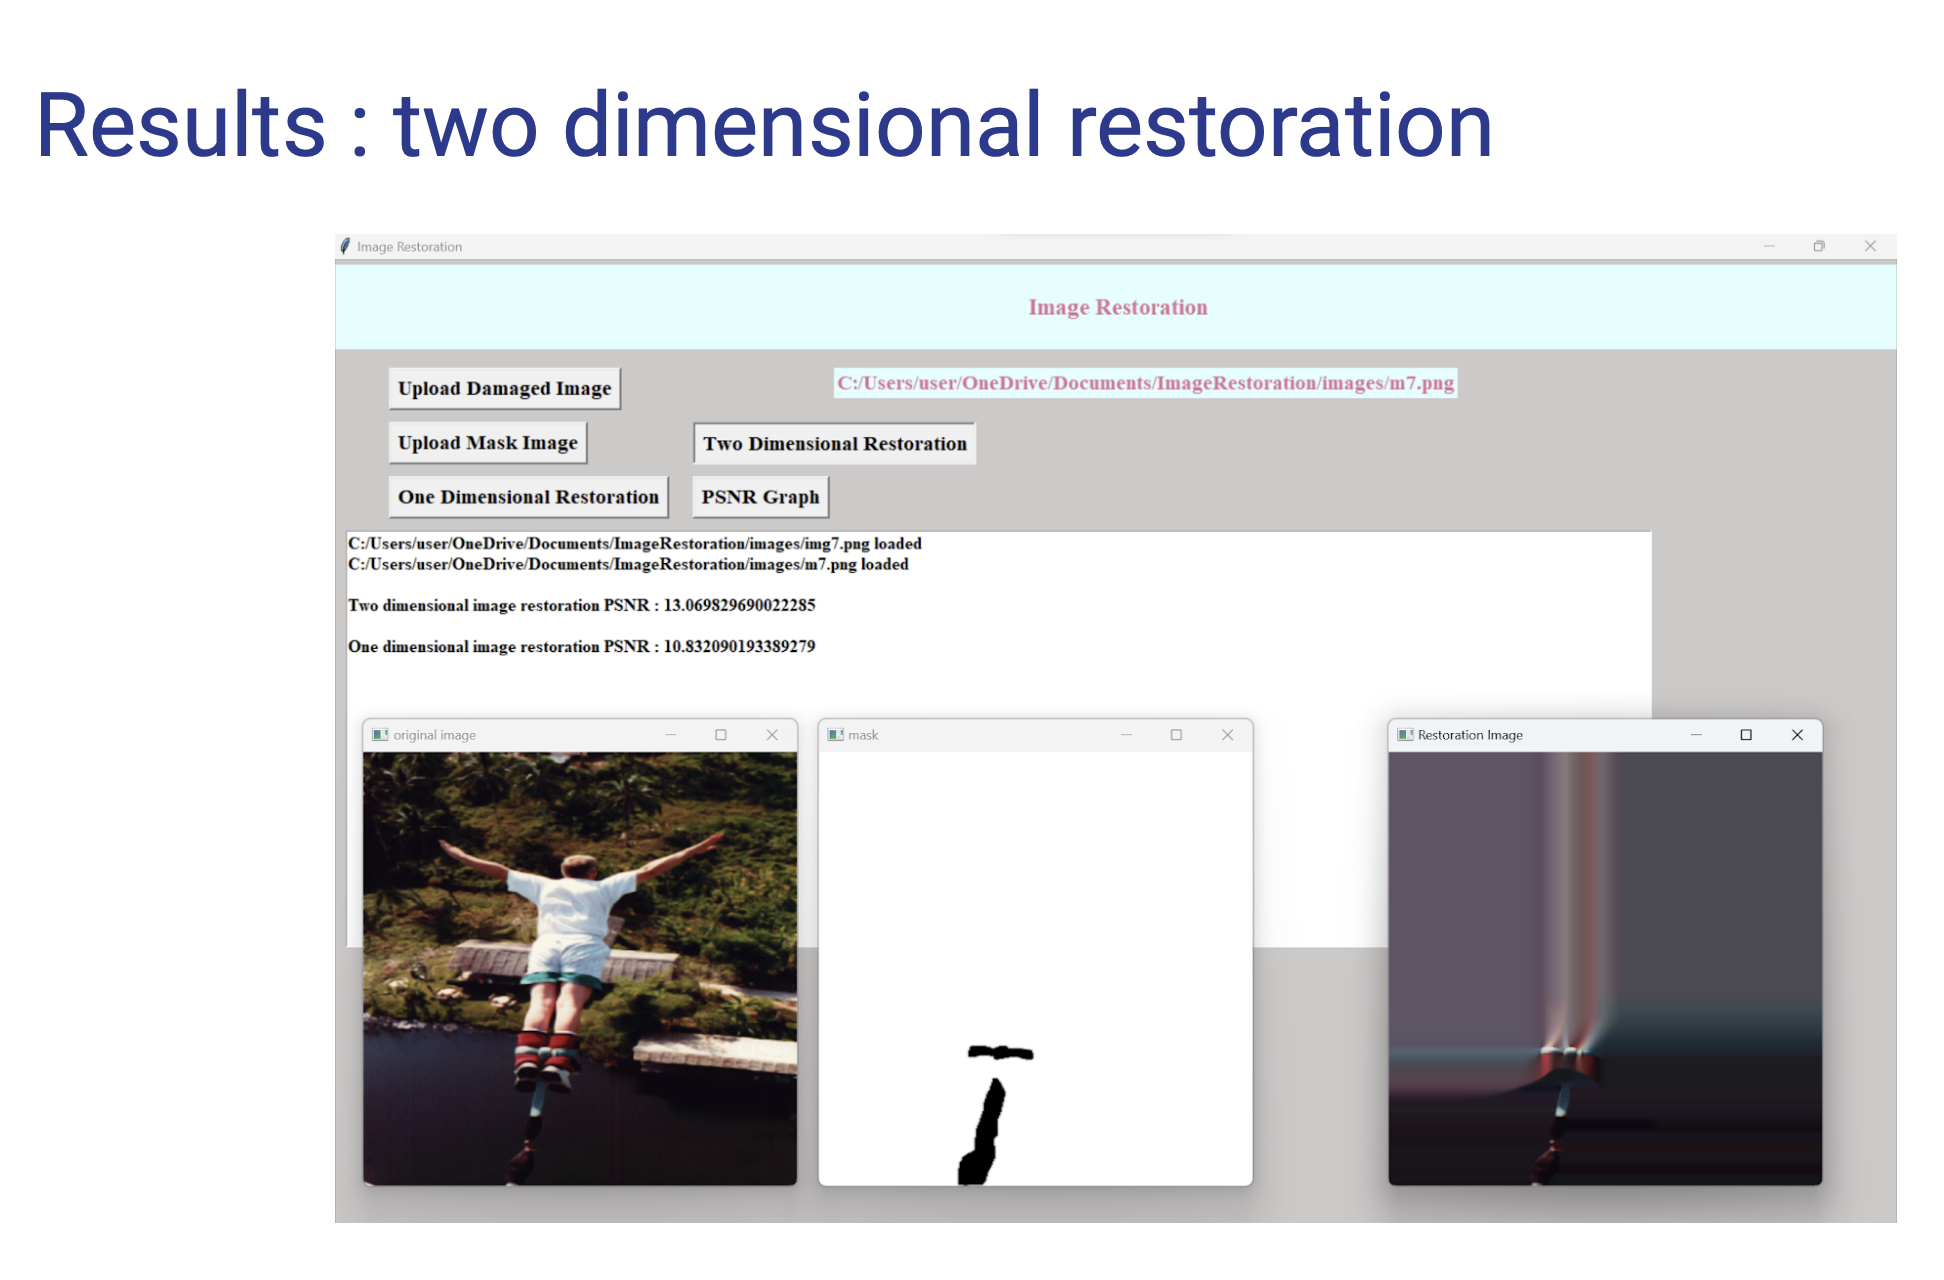 Results : two dimensional restoration
Image Restoration
Image Restoration
Upload Damaged Image
C:/Users/user/OneDrive/Documents/ImageRestoration/images/m7.png
Upload Mask Image
Two Dimensional Restoration
One Dimensional Restoration
PSNR Graph
C:/Users/user/OneDrive/Documents/ImageRestoration/images/img7.png loaded
C:/Users/user/OneDrive/Documents/ImageRestoration/images/m7.png loaded
Two dimensional image restoration PSNR : 13.069829690022285
One dimensional image restoration PSNR : 10.832090193389279
original image
mask
Restoration Image